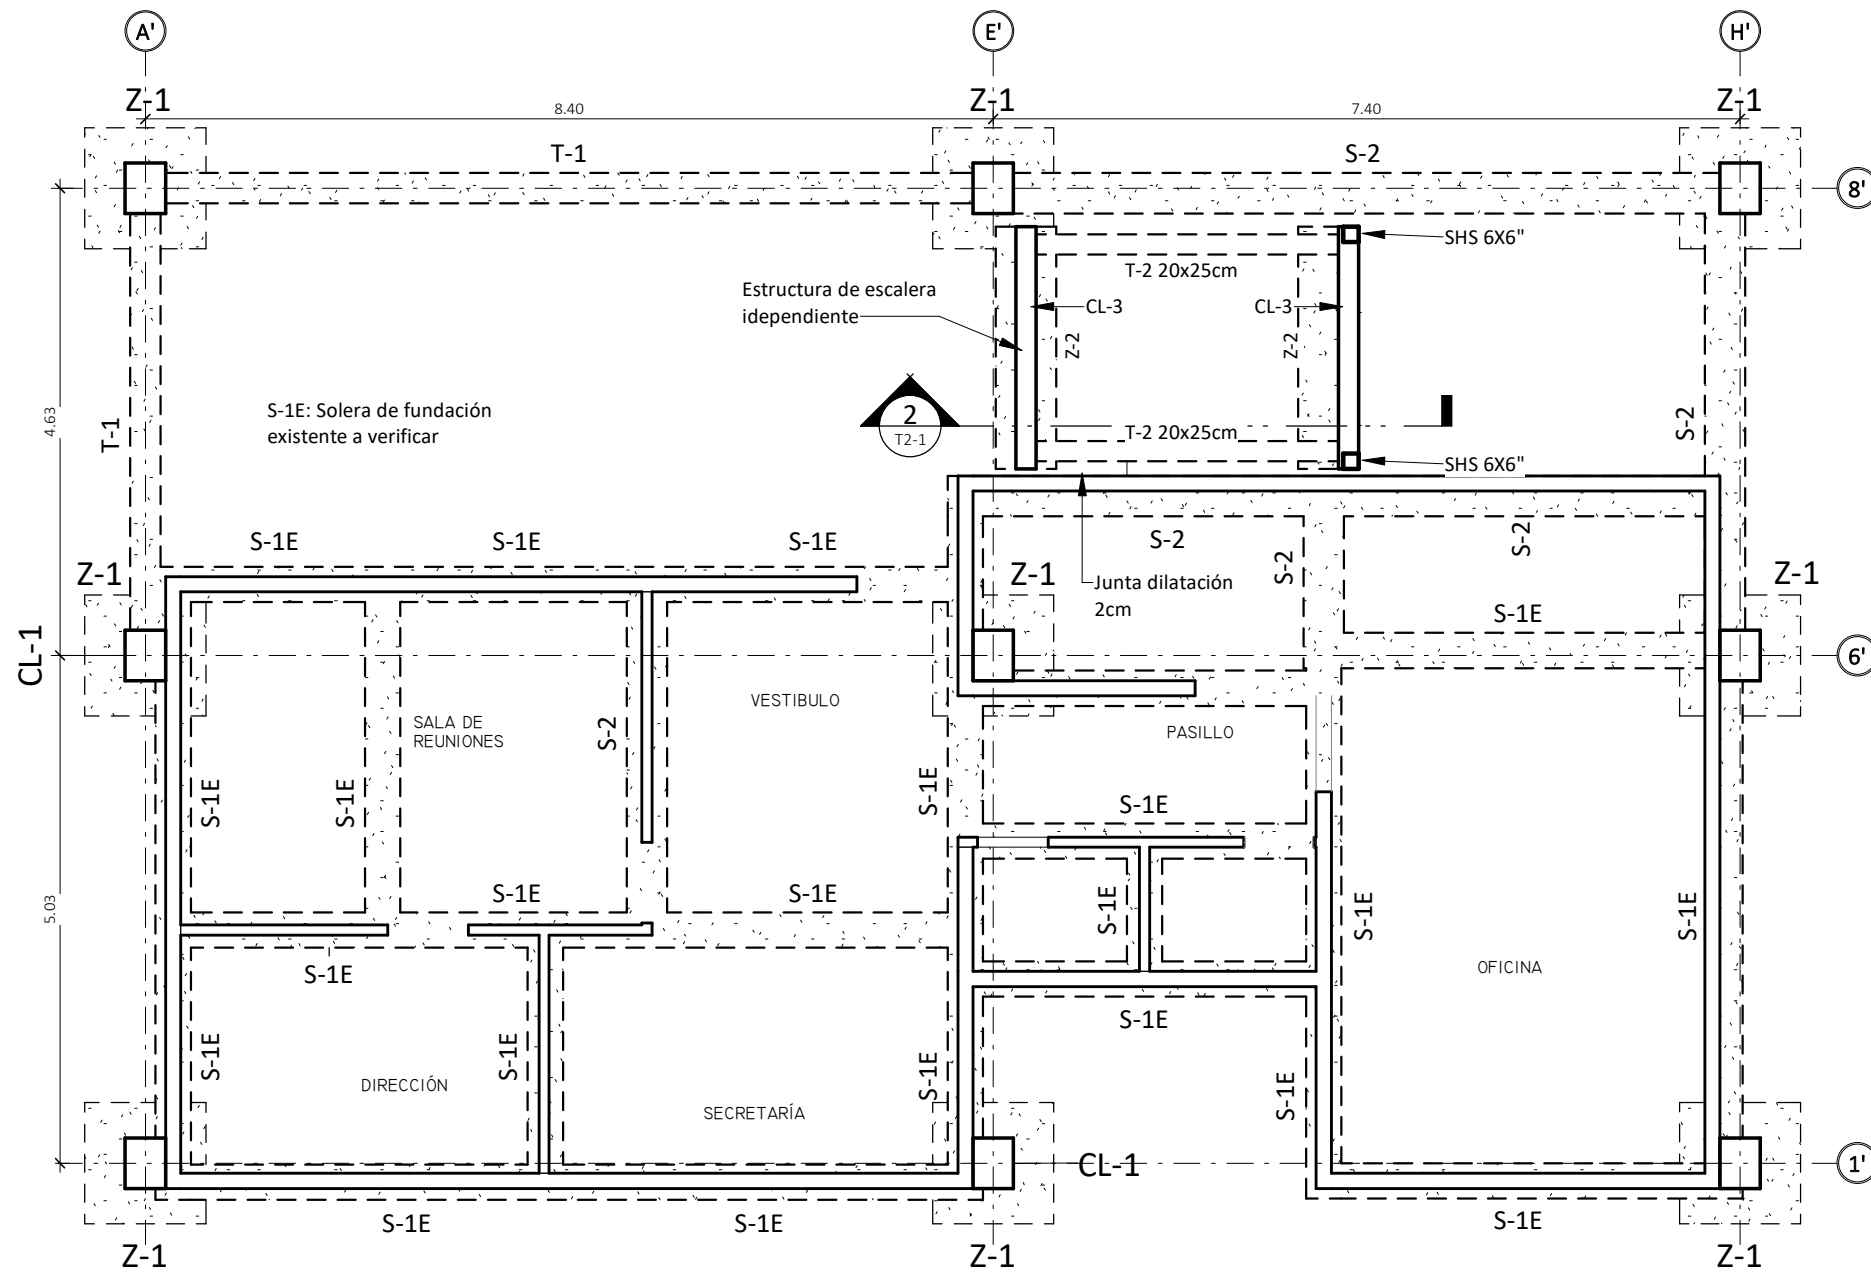 A'
E'
H'
Z-1
Z-1
Z-1
8.40
7.40
T-1
S-2
8'
SHS 6X6"
T-2 20x25cm
Estructura de escalera
idependiente
CL-3
CL-3
Z-2
Z-2
S-1E: Solera de fundación
existente a verificar
4.63
T-1
2
T2-1
T-2 20x25cm
S-2
SHS 6X6"
S-1E
S-1E
S-1E
S-2
S-2
S-2
Z-1
Z-1
Z-1
Junta dilatación
2cm
S-1E
CL-1
6'
SALA DE
REUNIONES
VESTIBULO
S-2
PASILLO
S-1E
S-1E
S-1E
S-1E
S-1E
S-1E
S-1E
S-1E
S-1E
5.03
S-1E
OFICINA
S-1E
S-1E
S-1E
S-1E
S-1E
S-1E
DIRECCIÓN
SECRETARÍA
CL-1
1'
S-1E
S-1E
S-1E
Z-1
Z-1
Z-1